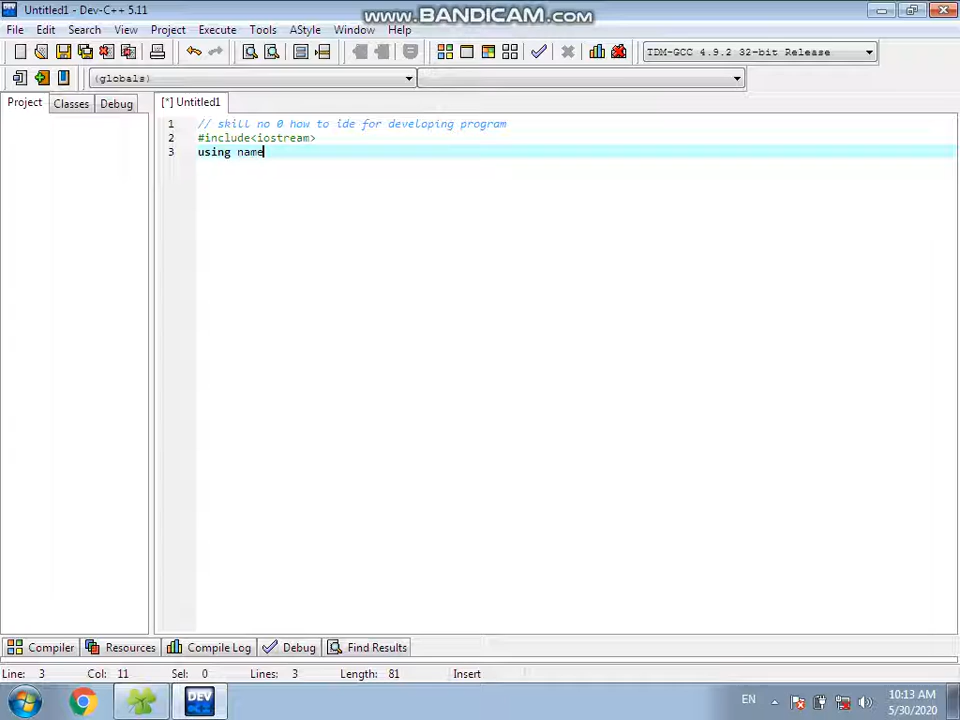 Untitled1 - Dev-C++ 5.11
www.BANDICAM.com
File Edit Search View Project Execute Tools AStyle Window Help
TDM-GCC 4.9.2 32-bit Release
(globals)
Project Classes Debug
[*] Untitled1
1 // skill no 0 how to ide for developing program
2 #include<iostream>
3 using name
Compiler Resources Compile Log Debug Find Results
Line: 3 Col: 11 Sel: 0 Lines: 3 Length: 81 Insert
DEV
EN
10:13 AM
5/30/2020